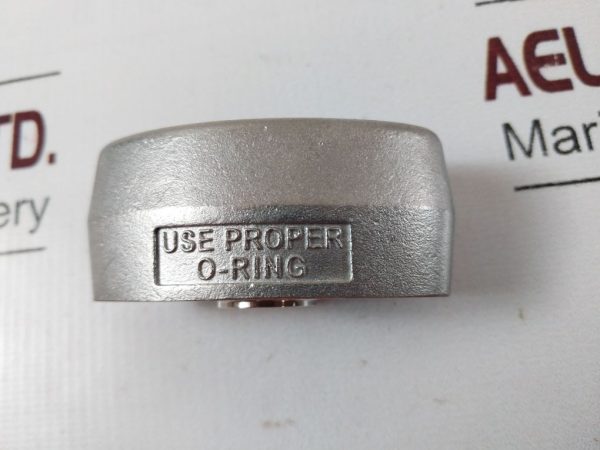 TD.
ery
AEL
Mari
USE PROPER
O-RING